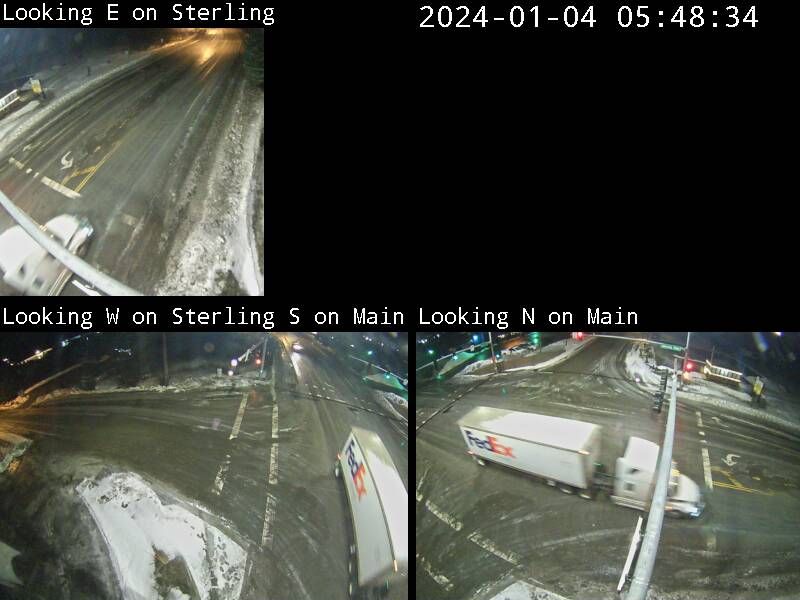 Looking E on Sterling
2024-01-04 05:48:34
Looking W on Sterling S on Main
Looking N on Main
FedEx
FedEx